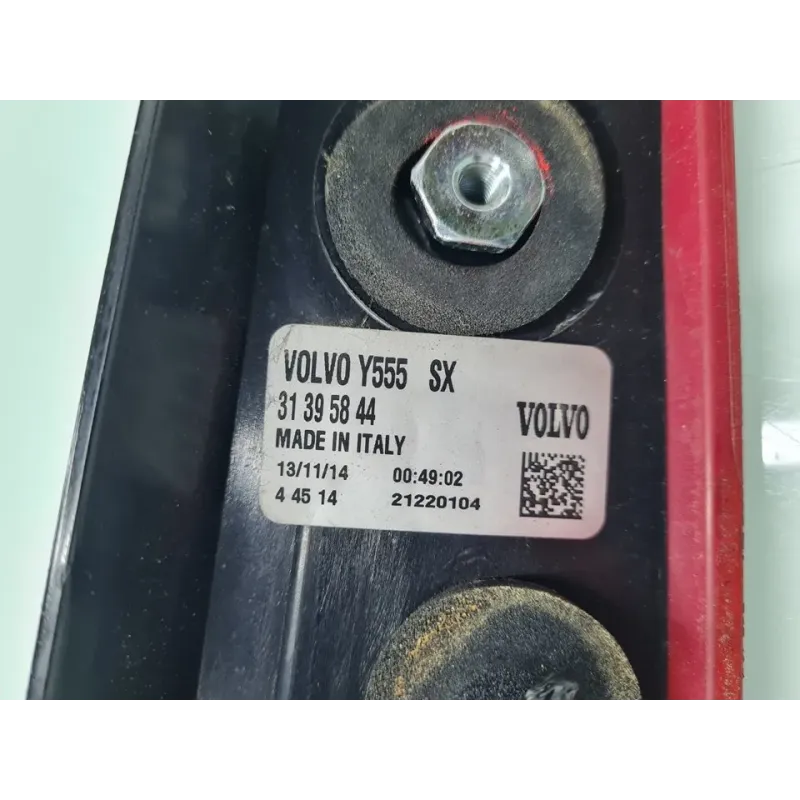 VOLVO Y555 SX
31 39 58 44
VOLVO
MADE IN ITALY
13/11/14 00:49:02
4 45 14 21220104